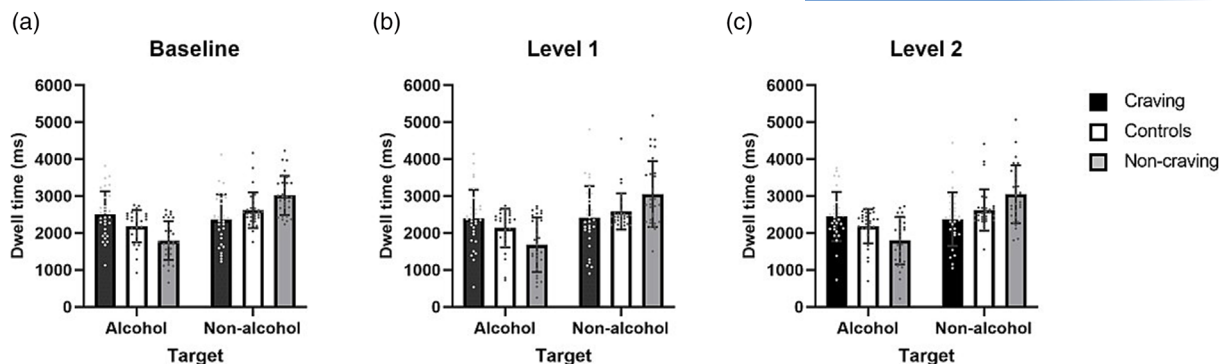 (a)
Baseline
Dwell time (ms)
6000
5000
4000
3000
2000
1000
0
Alcohol Non-alcohol
Target
(b)
Level 1
Dwell time (ms)
6000
5000
4000
3000
2000
1000
0
Alcohol Non-alcohol
Target
(c)
Level 2
Dwell time (ms)
6000
5000
4000
3000
2000
1000
0
Alcohol Non-alcohol
Target
Craving
Controls
Non-craving